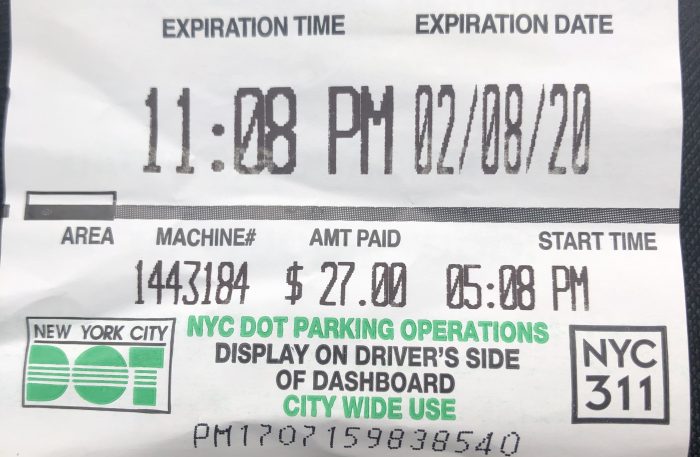 EXPIRATION TIME EXPIRATION DATE
11:08 PM 02/08/20
AREA MACHINE# AMT PAID START TIME
1443184 $ 27.00 05:08 PM
NEW YORK CITY
DOT
NYC DOT PARKING OPERATIONS
DISPLAY ON DRIVER'S SIDE
OF DASHBOARD
CITY WIDE USE
NYC
311
PM1707159838540